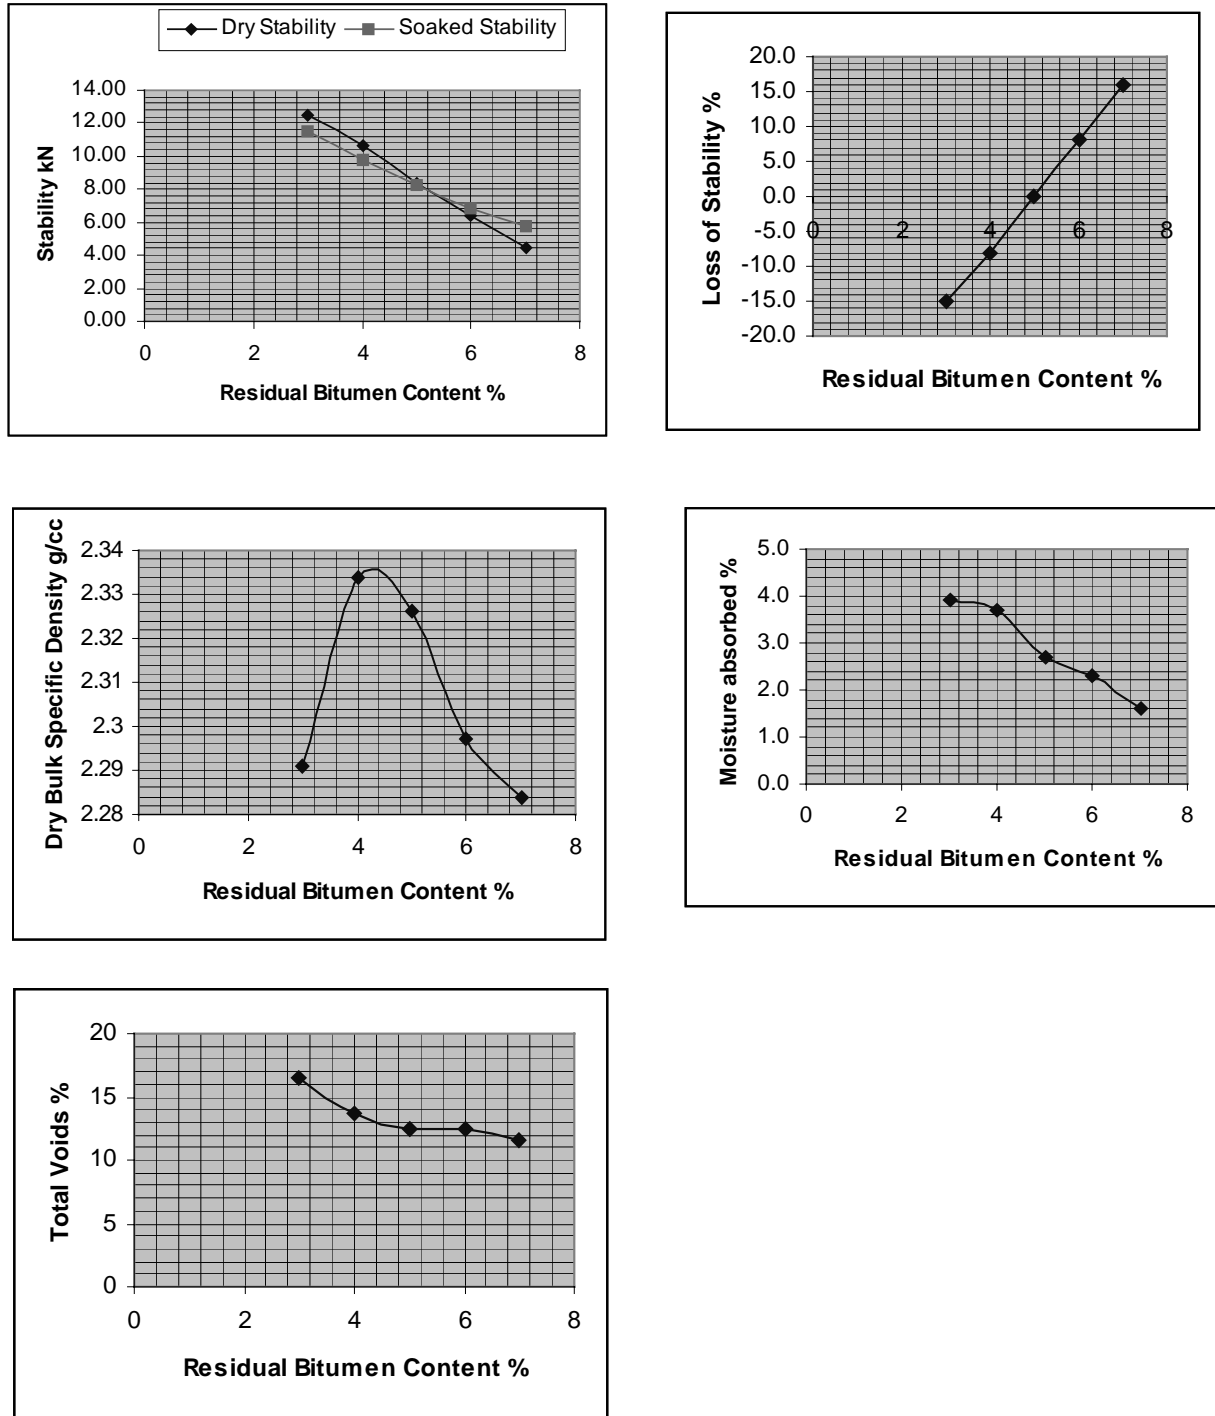 Dry Stability Soaked Stability
Stability kN
14.00
12.00
10.00
8.00
6.00
4.00
2.00
0.00
0 2 4 6 8
Residual Bitumen Content %
Loss of Stability %
20.0
15.0
10.0
5.0
0.0
-5.0
-10.0
-15.0
-20.0
0 2 4 6 8
Residual Bitumen Content %
Dry Bulk Specific Density g/cc
2.34
2.33
2.32
2.31
2.3
2.29
2.28
0 2 4 6 8
Residual Bitumen Content %
Moisture absorbed %
5.0
4.0
3.0
2.0
1.0
0.0
0 2 4 6 8
Residual Bitumen Content %
Total Voids %
20
15
10
5
0
0 2 4 6 8
Residual Bitumen Content %